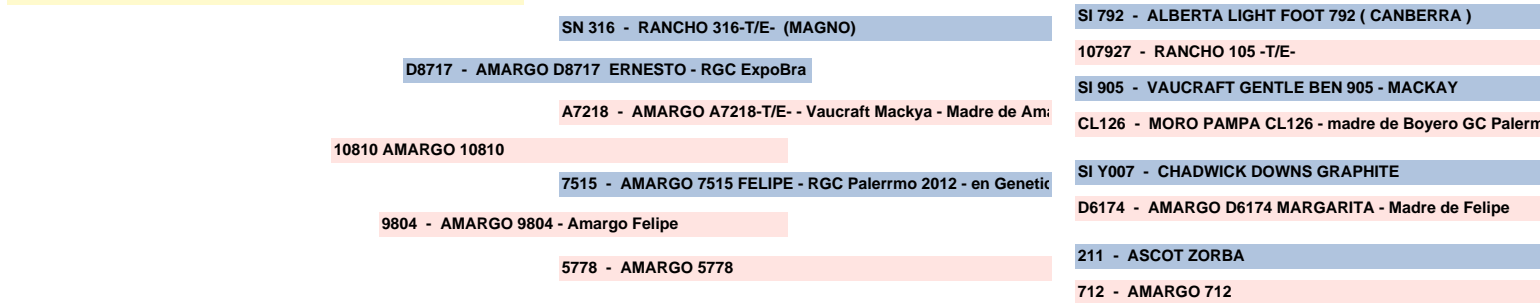 SI 792 - ALBERTA LIGHT FOOT 792 ( CANBERRA )
SN 316 - RANCHO 316-T/E- (MAGNO)
107927 - RANCHO 105 -T/E-
D8717 - AMARGO D8717 ERNESTO - RGC ExpoBra
SI 905 - VAUCRAFT GENTLE BEN 905 - MACKAY
A7218 - AMARGO A7218-T/E- - Vaucraft Mackya - Madre de Ama
CL126 - MORO PAMPA CL126 - madre de Boyero GC Palerm
10810 AMARGO 10810
SI Y007 - CHADWICK DOWNS GRAPHITE
7515 - AMARGO 7515 FELIPE - RGC Palerrmo 2012 - en Genetic
D6174 - AMARGO D6174 MARGARITA - Madre de Felipe
9804 - AMARGO 9804 - Amargo Felipe
211 - ASCOT ZORBA
5778 - AMARGO 5778
712 - AMARGO 712